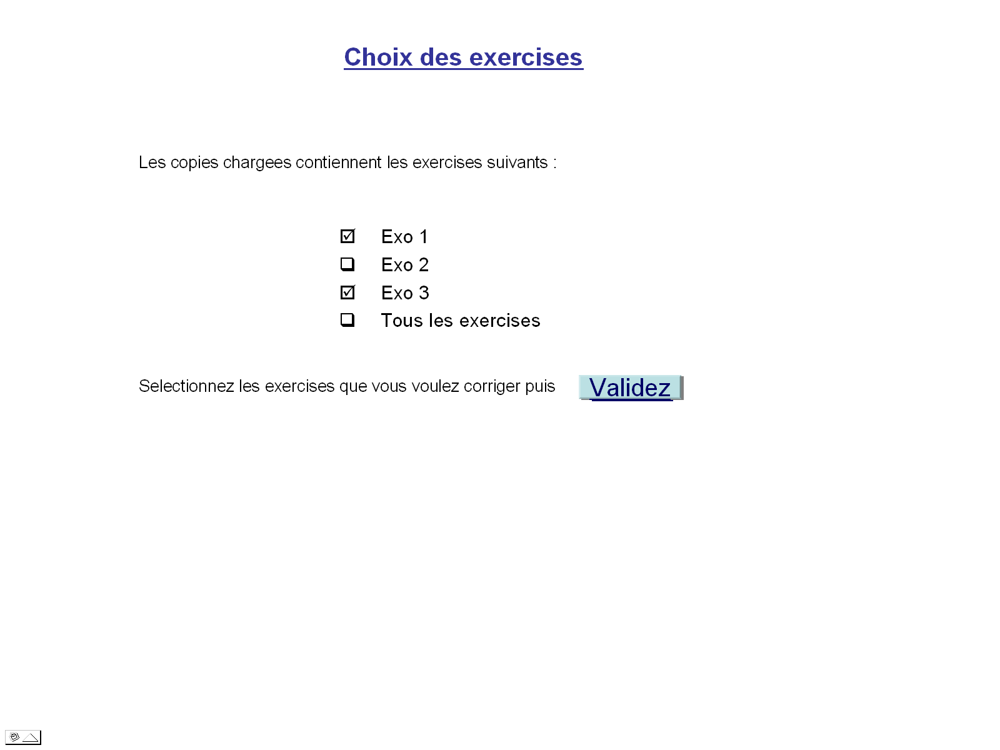 Choix des exercises
Les copies chargees contiennent les exercises suivants :
Exo 1
Exo 2
Exo 3
Tous les exercises
Selectionnez les exercises que vous voulez corriger puis Validez